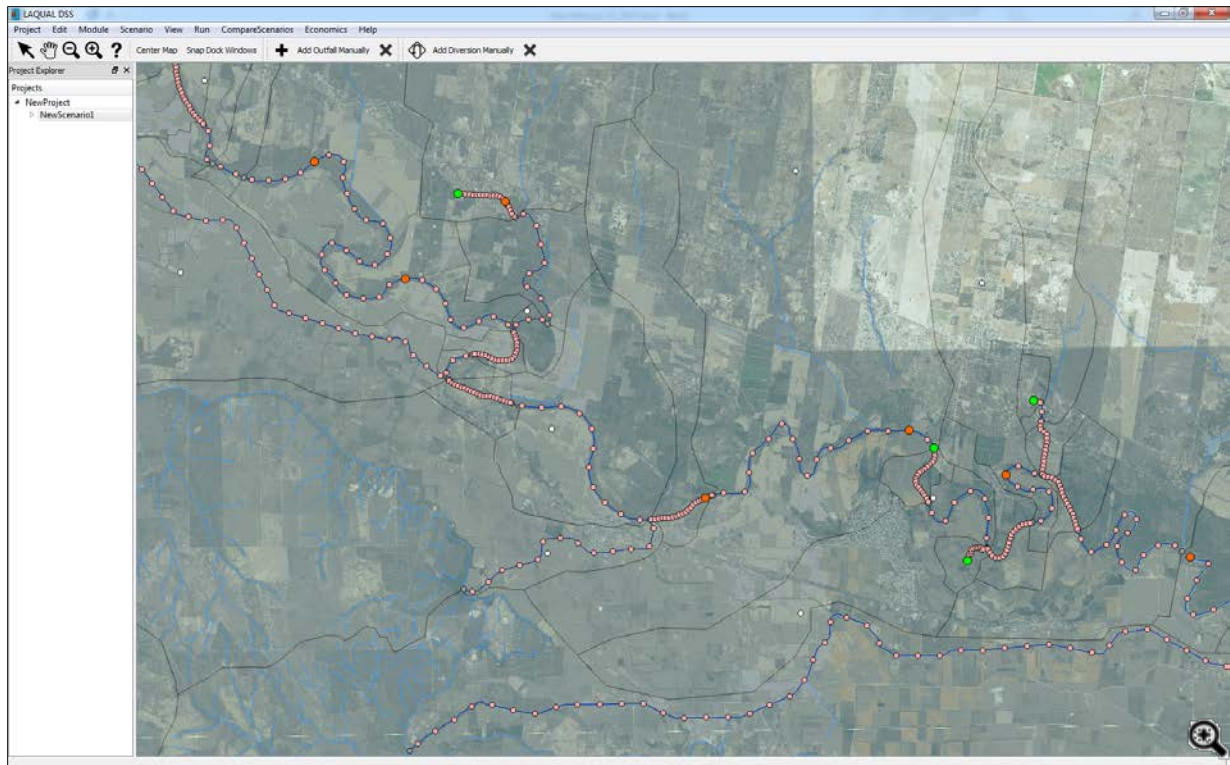 LAQUAL DSS
Project Edit Module Scenario View Run CompareScenarios Economics Help
? Center Map Snap Dock Windows Add Outfall Manually Add Diversion Manually
Project Explorer
Projects
NewProject
NewScenario1